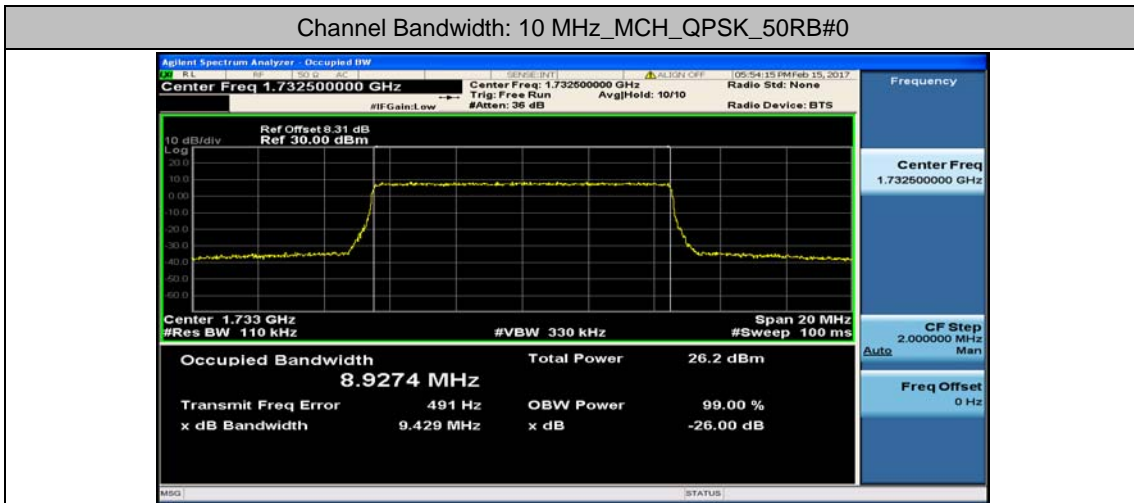 Channel Bandwidth: 10 MHz_MCH_QPSK_50RB#0
Agilent Spectrum Analyzer - Occupied BW
RL RF 50 Ω AC SENSE:INT ALIGN OFF 05:54:15 PM Feb 15, 2017
Center Freq 1.732500000 GHz
Center Freq: 1.732500000 GHz
Radio Std: None
Trig: Free Run Avg|Hold: 10/10
#IFGain:Low
#Atten: 36 dB
Radio Device: BTS
Ref Offset 8.31 dB
10 dB/div Ref 30.00 dBm
Log
20.0
10.0
0.00
-10.0
-20.0
-30.0
-40.0
-50.0
-60.0
Center 1.733 GHz Span 20 MHz
#Res BW 110 kHz #VBW 330 kHz #Sweep 100 ms
Occupied Bandwidth Total Power 26.2 dBm
8.9274 MHz
Transmit Freq Error 491 Hz OBW Power 99.00 %
x dB Bandwidth 9.429 MHz x dB -26.00 dB
MSG STATUS
Frequency
Center Freq
1.732500000 GHz
CF Step
2.000000 MHz
Auto Man
Freq Offset
0 Hz